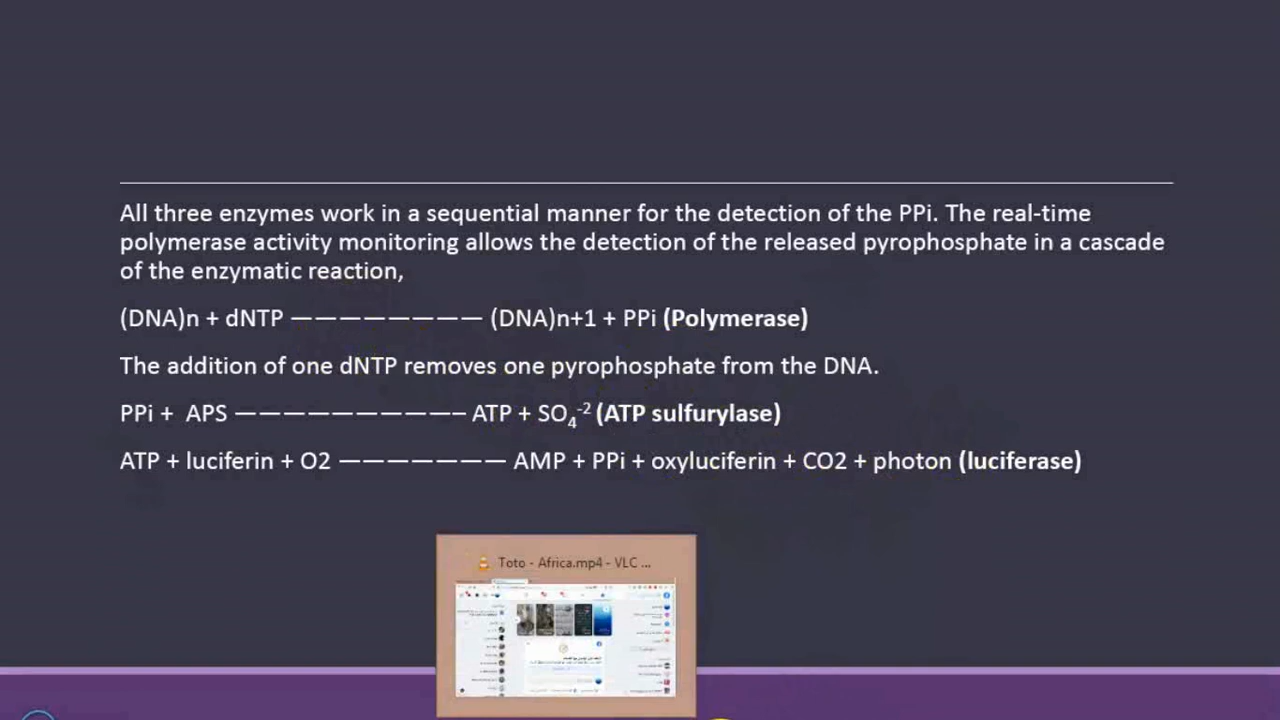 All three enzymes work in a sequential manner for the detection of the PPi. The real-time
polymerase activity monitoring allows the detection of the released pyrophosphate in a cascade
of the enzymatic reaction,
(DNA)n + dNTP ———————— (DNA)n+1 + PPi (Polymerase)
The addition of one dNTP removes one pyrophosphate from the DNA.
PPi + APS —————————– ATP + SO₄⁻² (ATP sulfurylase)
ATP + luciferin + O2 ——————— AMP + PPi + oxyluciferin + CO2 + photon (luciferase)
Toto - Africa.mp4 - VLC ...